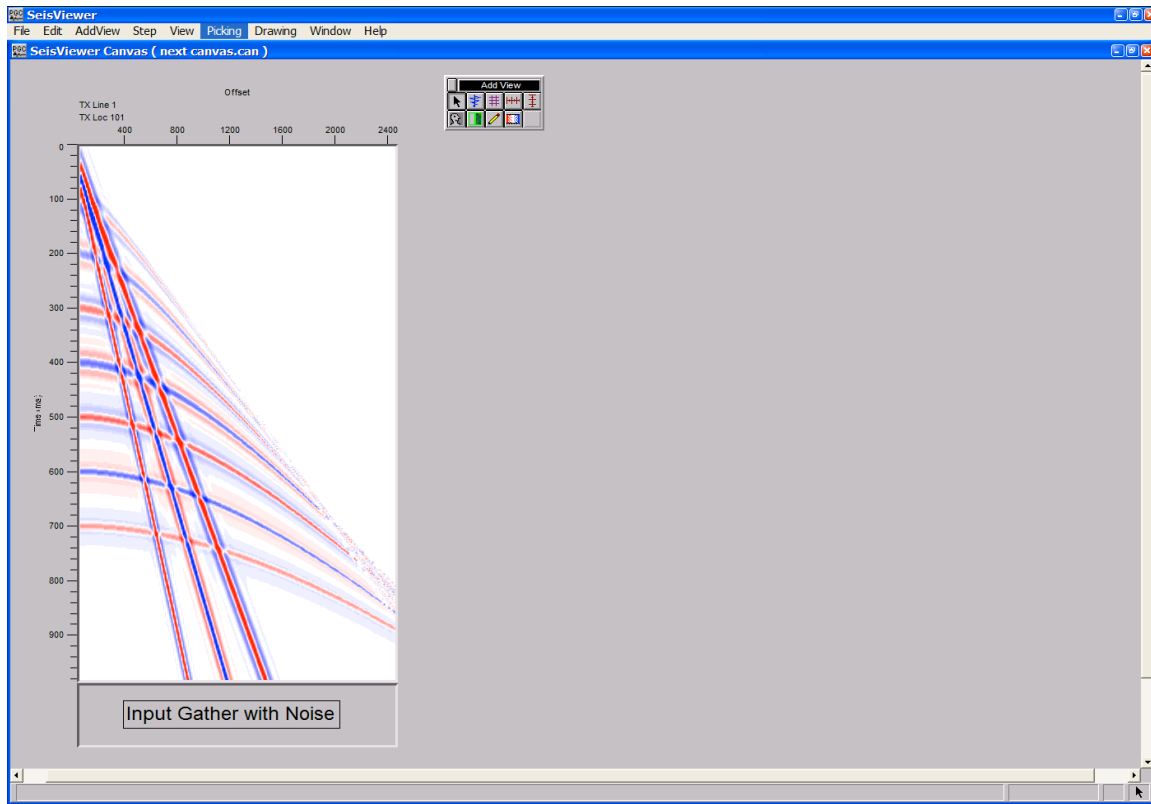 SeisViewer
File Edit AddView Step View Picking Drawing Window Help
SeisViewer Canvas ( next canvas.can )
Add View
Offset
TX Line 1
TX Loc 101
400 800 1200 1600 2000 2400
0
100
200
300
400
500
600
700
800
900
Time (ms)
Input Gather with Noise